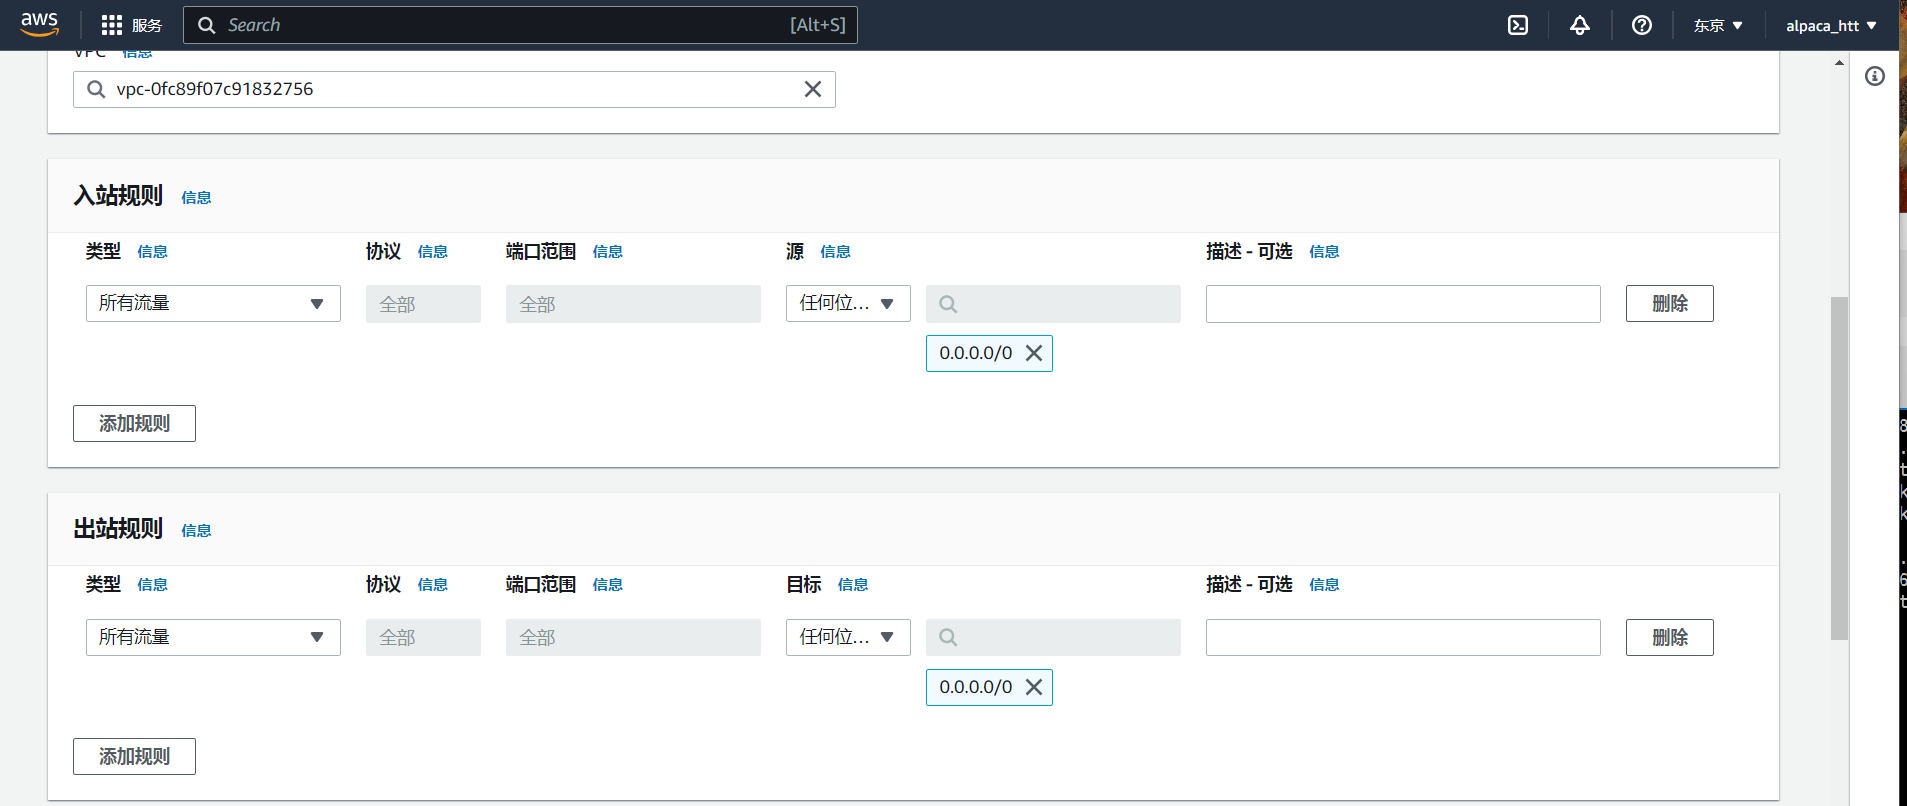 aws 服务 Search [Alt+S] 东京 alpaca_htt
VPC 信息
vpc-0fc89f07c91832756
入站规则 信息
类型 信息 协议 信息 端口范围 信息 源 信息 描述 - 可选 信息
所有流量 全部 全部 任何位... 删除
0.0.0.0/0
添加规则
出站规则 信息
类型 信息 协议 信息 端口范围 信息 目标 信息 描述 - 可选 信息
所有流量 全部 全部 任何位... 删除
0.0.0.0/0
添加规则